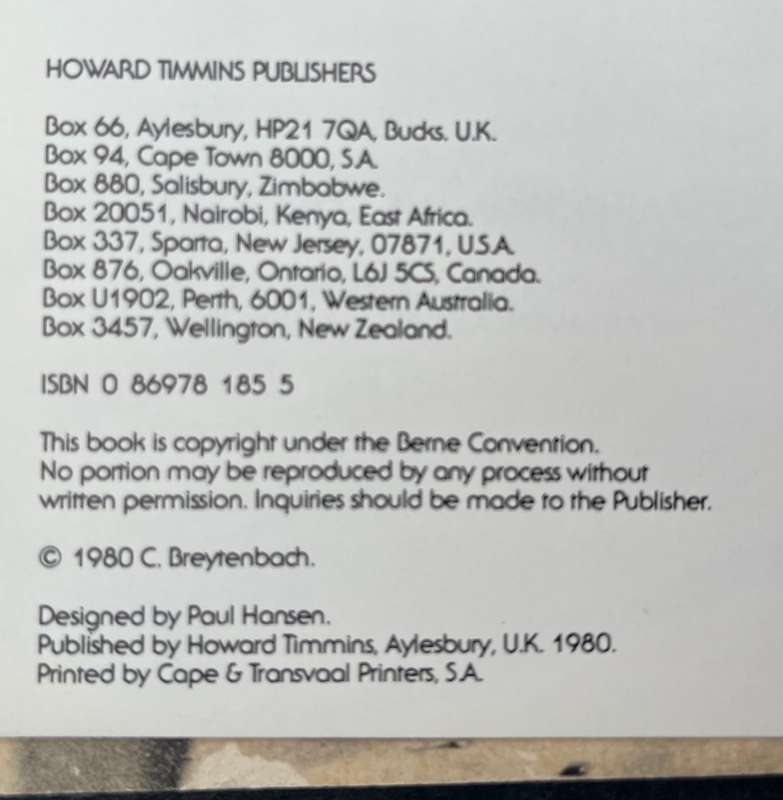 HOWARD TIMMINS PUBLISHERS
Box 66, Aylesbury, HP21 7QA, Bucks. U.K.
Box 94, Cape Town 8000, S.A.
Box 880, Salisbury, Zimbabwe.
Box 20051, Nairobi, Kenya, East Africa.
Box 337, Sparta, New Jersey, 07871, U.S.A.
Box 876, Oakville, Ontario, L6J 5CS, Canada.
Box U1902, Perth, 6001, Western Australia.
Box 3457, Wellington, New Zealand.
ISBN 0 86978 185 5
This book is copyright under the Berne Convention.
No portion may be reproduced by any process without
written permission. Inquiries should be made to the Publisher.
© 1980 C. Breytenbach.
Designed by Paul Hansen.
Published by Howard Timmins, Aylesbury, U.K. 1980.
Printed by Cape & Transvaal Printers, S.A.